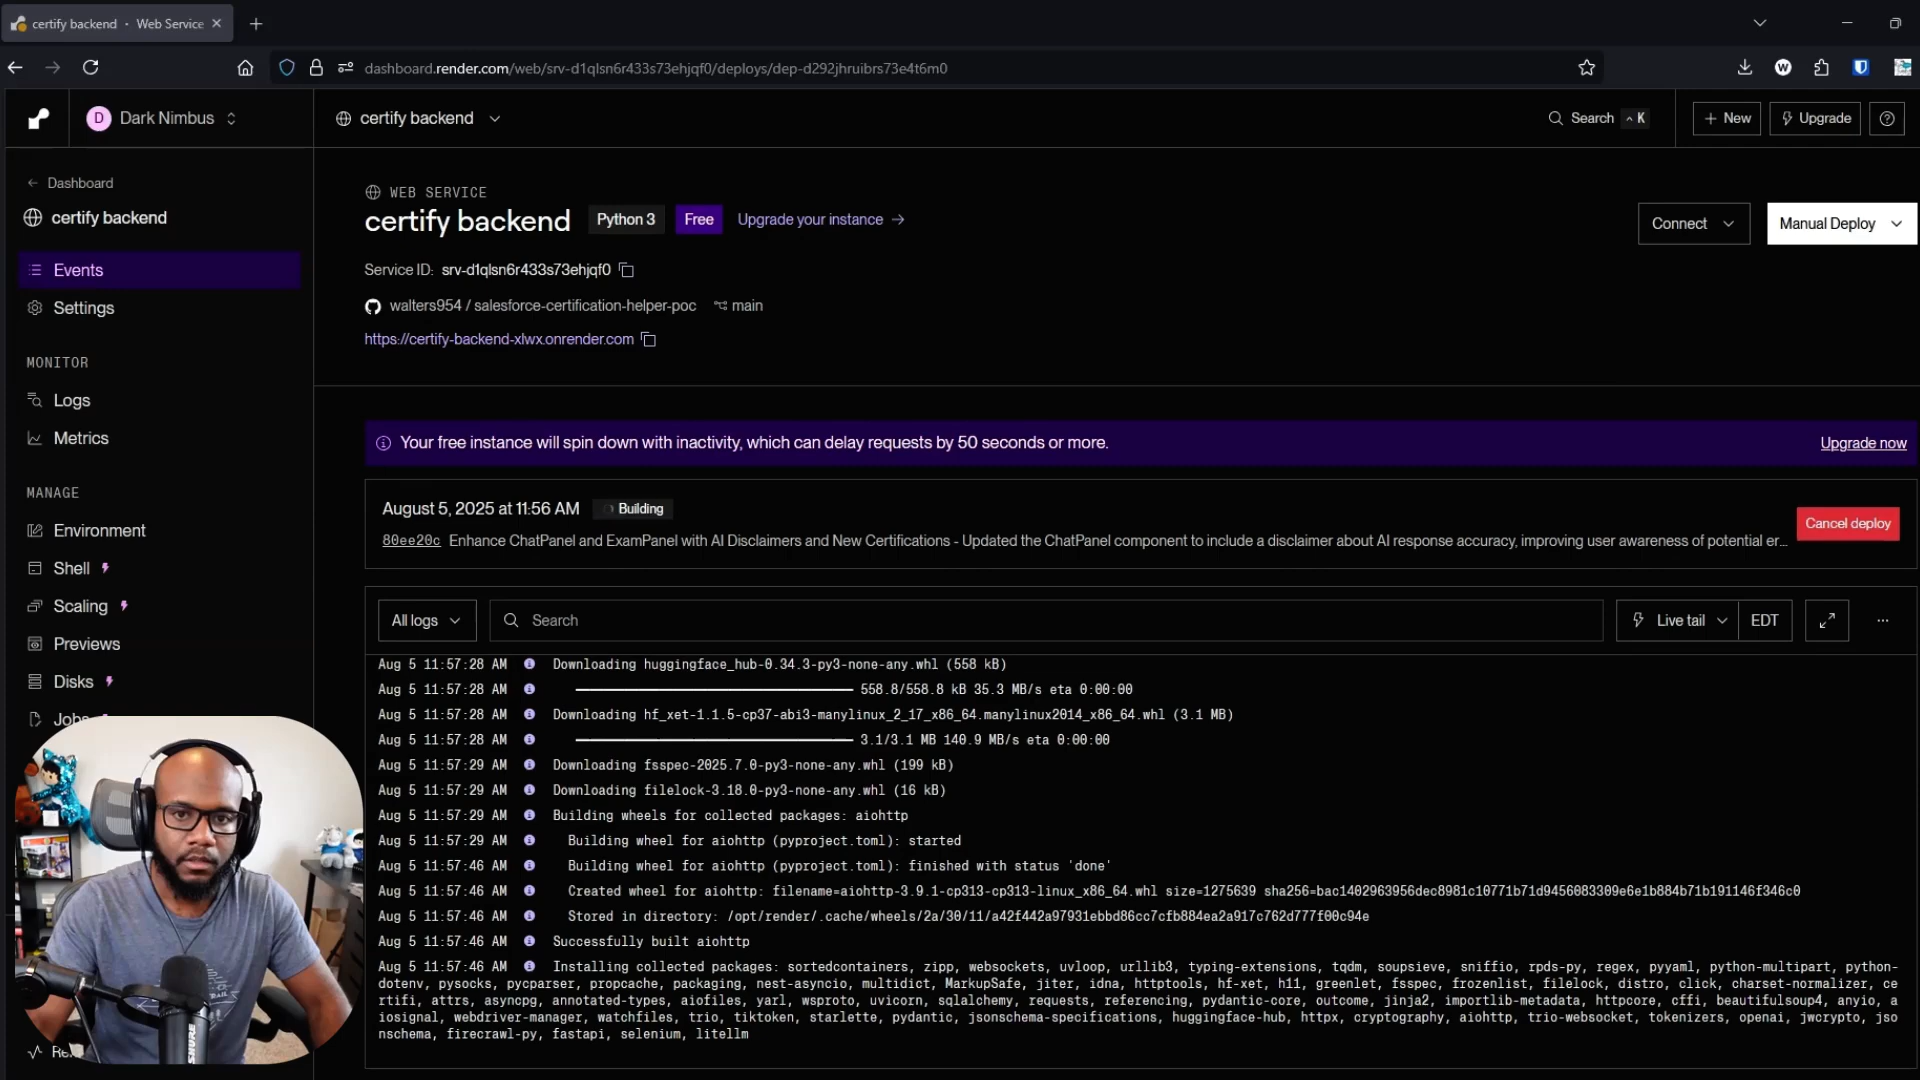 certify backend · Web Service
dashboard.render.com/web/srv-d1qlsn6r433s73ehjqf0/deploys/dep-d292jhruibrs73e4t6m0
W
D Dark Nimbus
certify backend
Search ⌃ K
+ New
Upgrade
← Dashboard
certify backend
Events
Settings
MONITOR
Logs
Metrics
MANAGE
Environment
Shell
Scaling
Previews
Disks
Jobs
WEB SERVICE
certify backend Python 3 Free Upgrade your instance →
Connect
Manual Deploy
Service ID: srv-d1qlsn6r433s73ehjqf0
walters954 / salesforce-certification-helper-poc main
https://certify-backend-xlwx.onrender.com
Your free instance will spin down with inactivity, which can delay requests by 50 seconds or more.
Upgrade now
August 5, 2025 at 11:56 AM Building
80ee20c Enhance ChatPanel and ExamPanel with AI Disclaimers and New Certifications - Updated the ChatPanel component to include a disclaimer about AI response accuracy, improving user awareness of potential er...
Cancel deploy
All logs
Search
Live tail
EDT
...
Aug 5 11:57:28 AM Downloading huggingface_hub-0.34.3-py3-none-any.whl (558 kB)
Aug 5 11:57:28 AM 558.8/558.8 kB 35.3 MB/s eta 0:00:00
Aug 5 11:57:28 AM Downloading hf_xet-1.1.5-cp37-abi3-manylinux_2_17_x86_64.manylinux2014_x86_64.whl (3.1 MB)
Aug 5 11:57:28 AM 3.1/3.1 MB 140.9 MB/s eta 0:00:00
Aug 5 11:57:29 AM Downloading fsspec-2025.7.0-py3-none-any.whl (199 kB)
Aug 5 11:57:29 AM Downloading filelock-3.18.0-py3-none-any.whl (16 kB)
Aug 5 11:57:29 AM Building wheels for collected packages: aiohttp
Aug 5 11:57:29 AM Building wheel for aiohttp (pyproject.toml): started
Aug 5 11:57:46 AM Building wheel for aiohttp (pyproject.toml): finished with status 'done'
Aug 5 11:57:46 AM Created wheel for aiohttp: filename=aiohttp-3.9.1-cp313-cp313-linux_x86_64.whl size=1275639 sha256=bac1402963956dec8981c10771b71d9456083309e6e1b884b71b191146f346c0
Aug 5 11:57:46 AM Stored in directory: /opt/render/.cache/wheels/2a/30/11/a42f442a97931ebbd86cc7cfb884ea2a917c762d777f00c94e
Aug 5 11:57:46 AM Successfully built aiohttp
Aug 5 11:57:46 AM Installing collected packages: sortedcontainers, zipp, websockets, uvloop, urllib3, typing-extensions, tqdm, soupsieve, sniffio, rpds-py, regex, pyyaml, python-multipart, python-
dotenv, pysocks, pycparser, propcache, packaging, nest-asyncio, multidict, MarkupSafe, jiter, idna, httptools, hf-xet, h11, greenlet, fsspec, frozenlist, filelock, distro, click, charset-normalizer, ce
rtifi, attrs, asyncpg, annotated-types, aiofiles, yarl, wsproto, uvicorn, sqlalchemy, requests, referencing, pydantic-core, outcome, jinja2, importlib-metadata, httpcore, cffi, beautifulsoup4, anyio, a
iosignal, webdriver-manager, watchfiles, trio, tiktoken, starlette, pydantic, jsonschema-specifications, huggingface-hub, httpx, cryptography, aiohttp, trio-websocket, tokenizers, openai, jwcrypto, jso
nschema, firecrawl-py, fastapi, selenium, litellm
SHURE